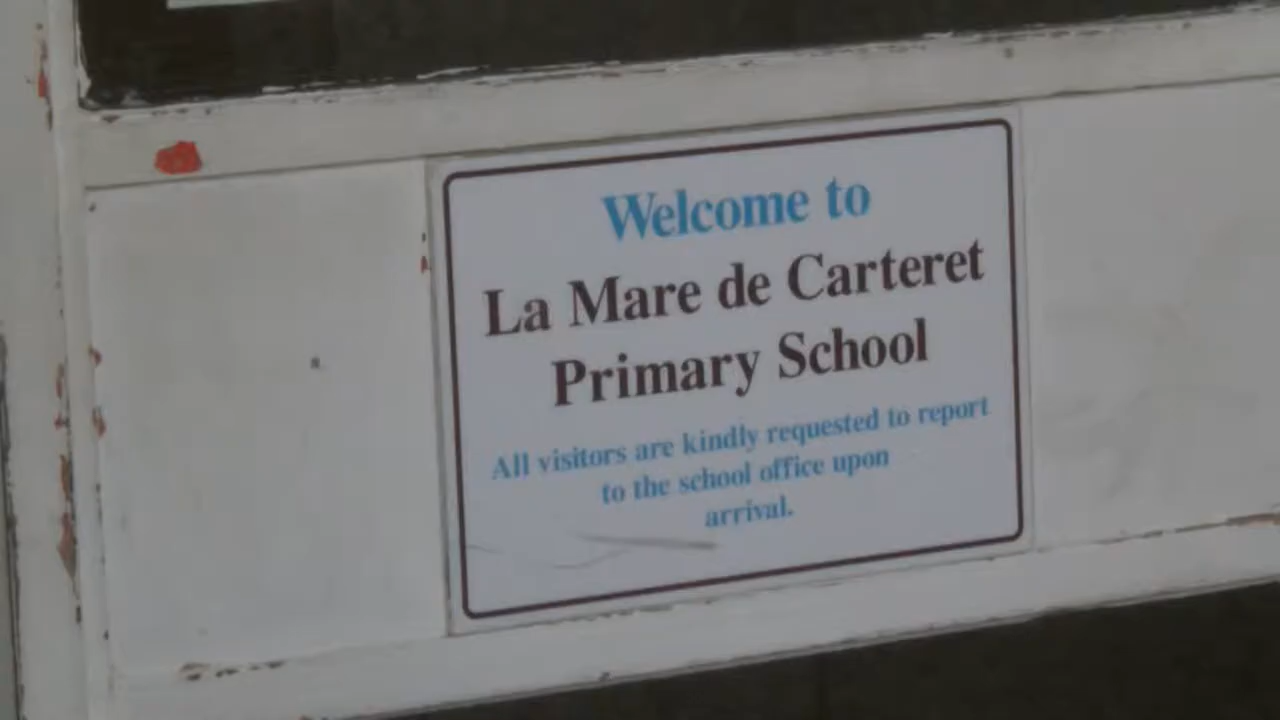 Welcome to
La Mare de Carteret
Primary School
All visitors are kindly requested to report
to the school office upon
arrival.